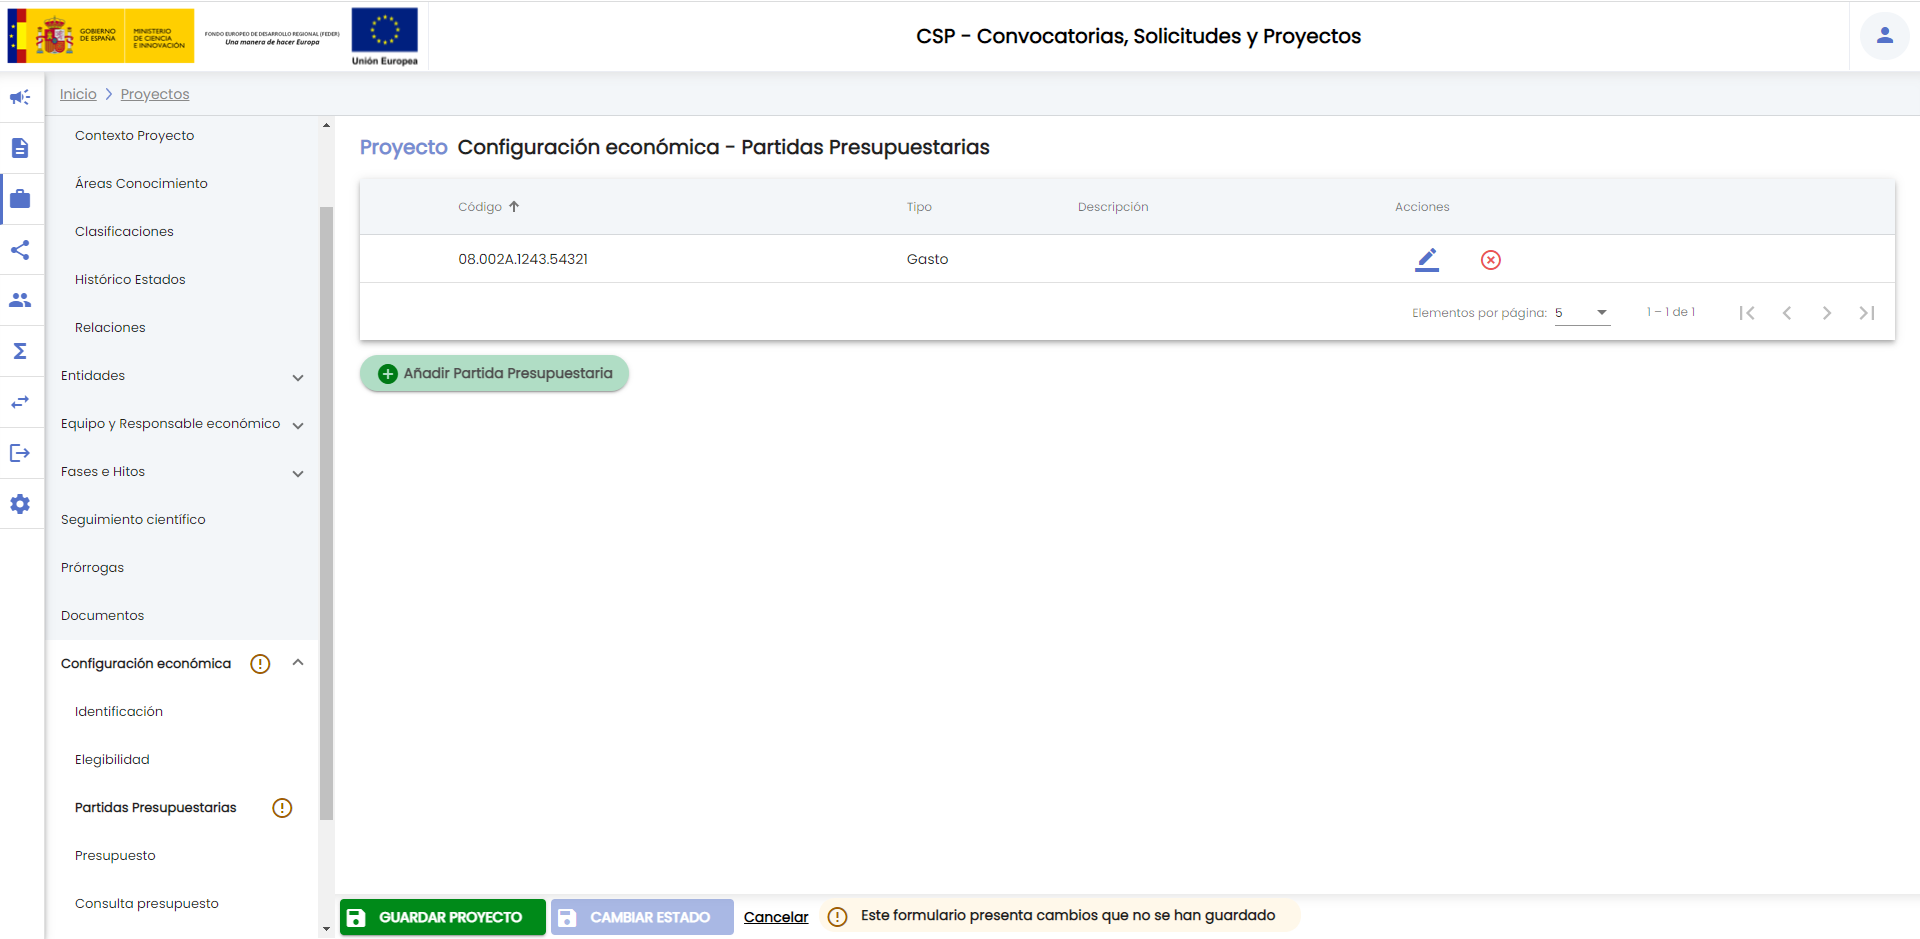 GOBIERNO
DE ESPAÑA
MINISTERIO
DE CIENCIA
E INNOVACIÓN
FONDO EUROPEO DE DESARROLLO REGIONAL (FEDER)
Una manera de hacer Europa
Unión Europea
CSP - Convocatorias, Solicitudes y Proyectos
Inicio
Proyectos
Contexto Proyecto
Áreas Conocimiento
Clasificaciones
Histórico Estados
Relaciones
Entidades
Equipo y Responsable económico
Fases e Hitos
Seguimiento científico
Prórrogas
Documentos
Configuración económica
Identificación
Elegibilidad
Partidas Presupuestarias
Presupuesto
Consulta presupuesto
Proyecto Configuración económica - Partidas Presupuestarias
Código Tipo Descripción Acciones
08.002A.1243.54321 Gasto
Elementos por página: 5 1 – 1 de 1
Añadir Partida Presupuestaria
GUARDAR PROYECTO CAMBIAR ESTADO Cancelar Este formulario presenta cambios que no se han guardado